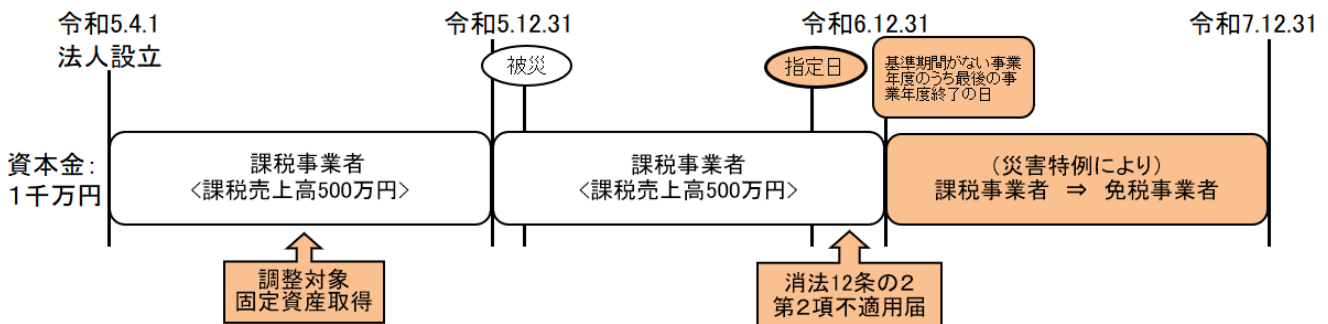 令和5.4.1
法人設立
令和5.12.31
令和6.12.31
令和7.12.31
被災
指定日
基準期間がない事業
年度のうち最後の事
業年度終了の日
資本金：
1千万円
課税事業者
<課税売上高500万円>
課税事業者
<課税売上高500万円>
（災害特例により）
課税事業者 ⇒ 免税事業者
調整対象
固定資産取得
消法12条の2
第2項不適用届